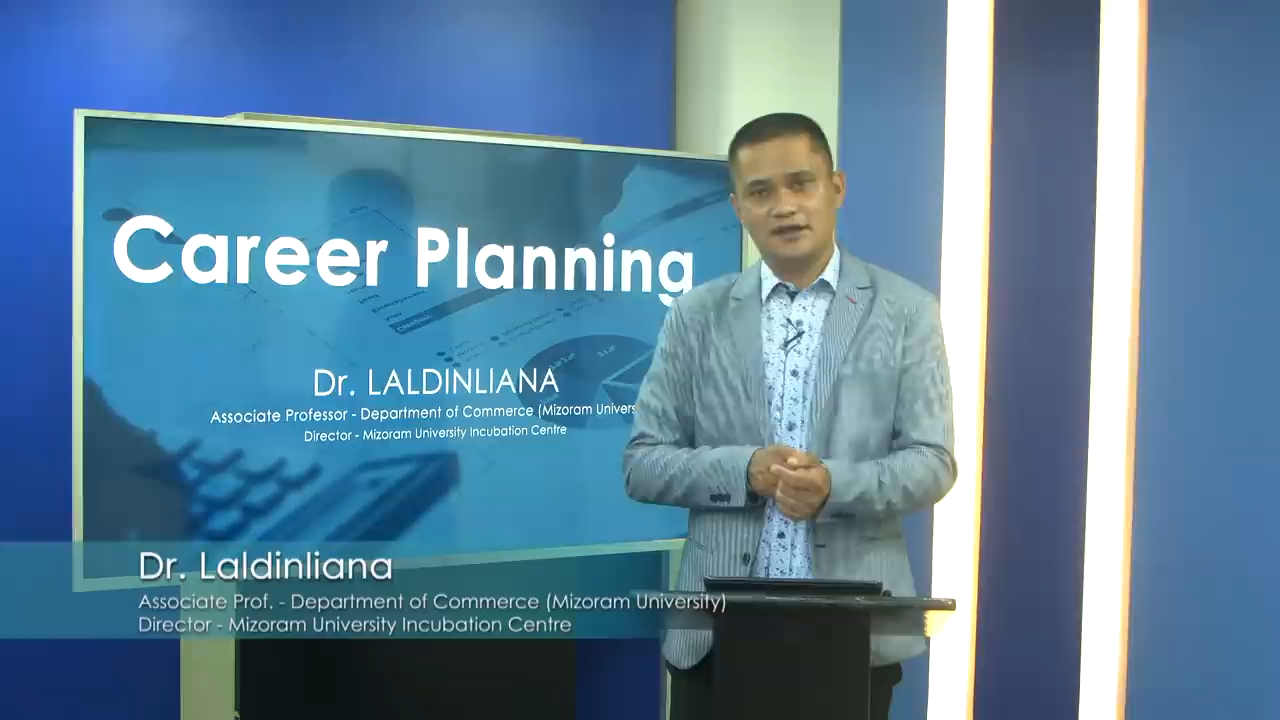 Career Planning
Dr. LALDINLIANA
Associate Professor - Department of Commerce (Mizoram Univers
Director - Mizoram University Incubation Centre
Dr. Laldinliana
Associate Prof. - Department of Commerce (Mizoram University)
Director - Mizoram University Incubation Centre